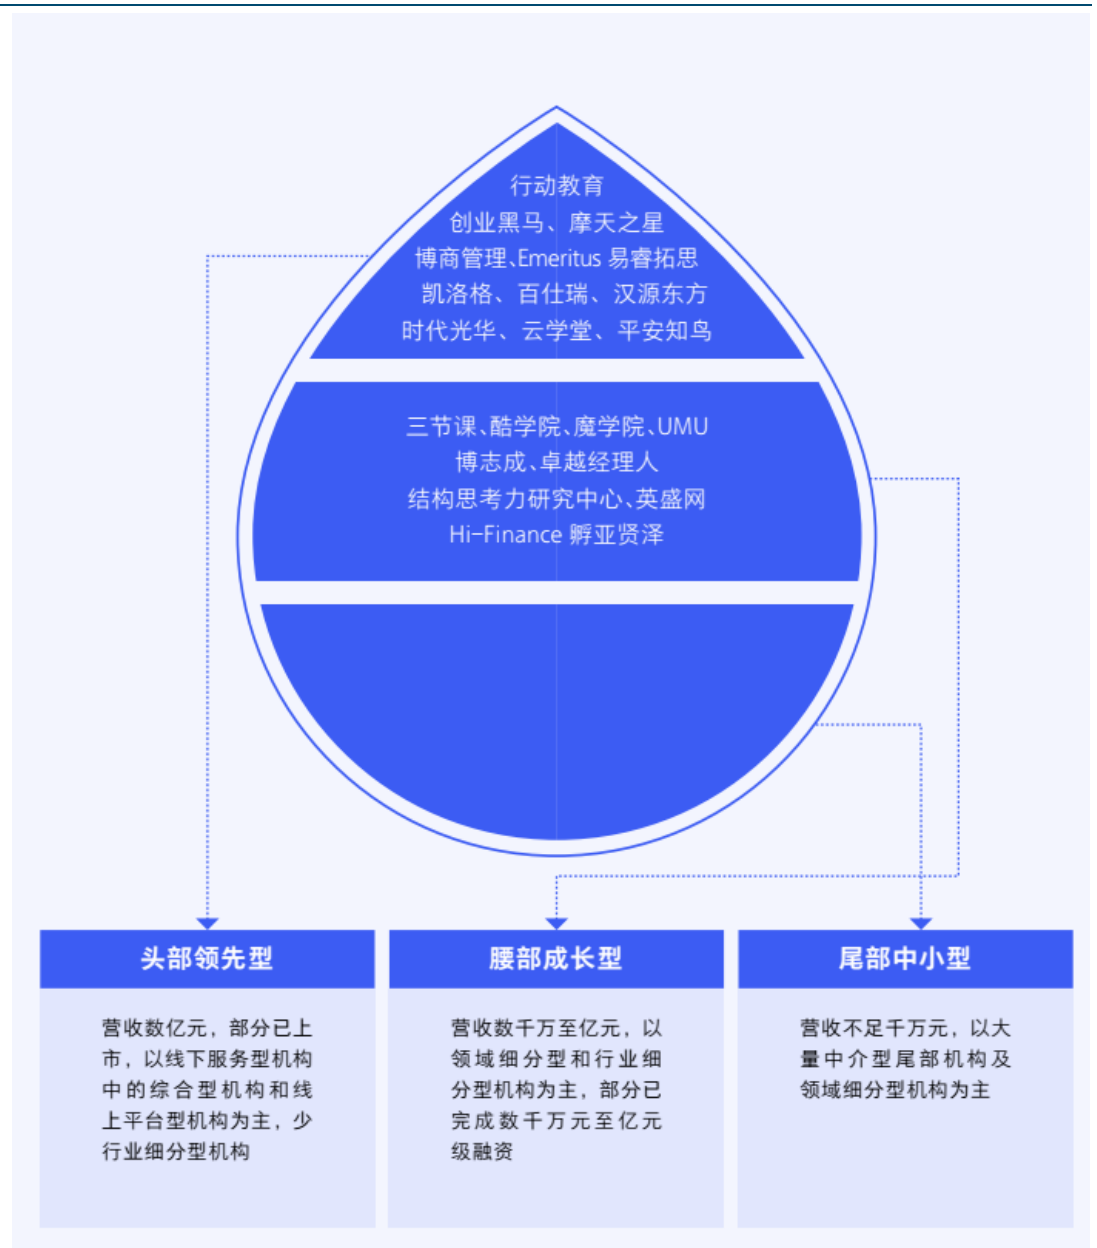 行动教育
创业黑马、摩天之星
博商管理、Emeritus 易睿拓思
凯洛格、百仕瑞、汉源东方
时代光华、云学堂、平安知鸟
三节课、酷学院、魔学院、UMU
博志成、卓越经理人
结构思考力研究中心、英盛网
Hi-Finance 孵亚贤泽
头部领先型
营收数亿元，部分已上
市，以线下服务型机构
中的综合型机构和线
上平台型机构为主，少
行业细分型机构
腰部成长型
营收数千万至亿元，以
领域细分型和行业细
分型机构为主，部分已
完成数千万元至亿元
级融资
尾部中小型
营收不足千万元，以大
量中介型尾部机构及
领域细分型机构为主